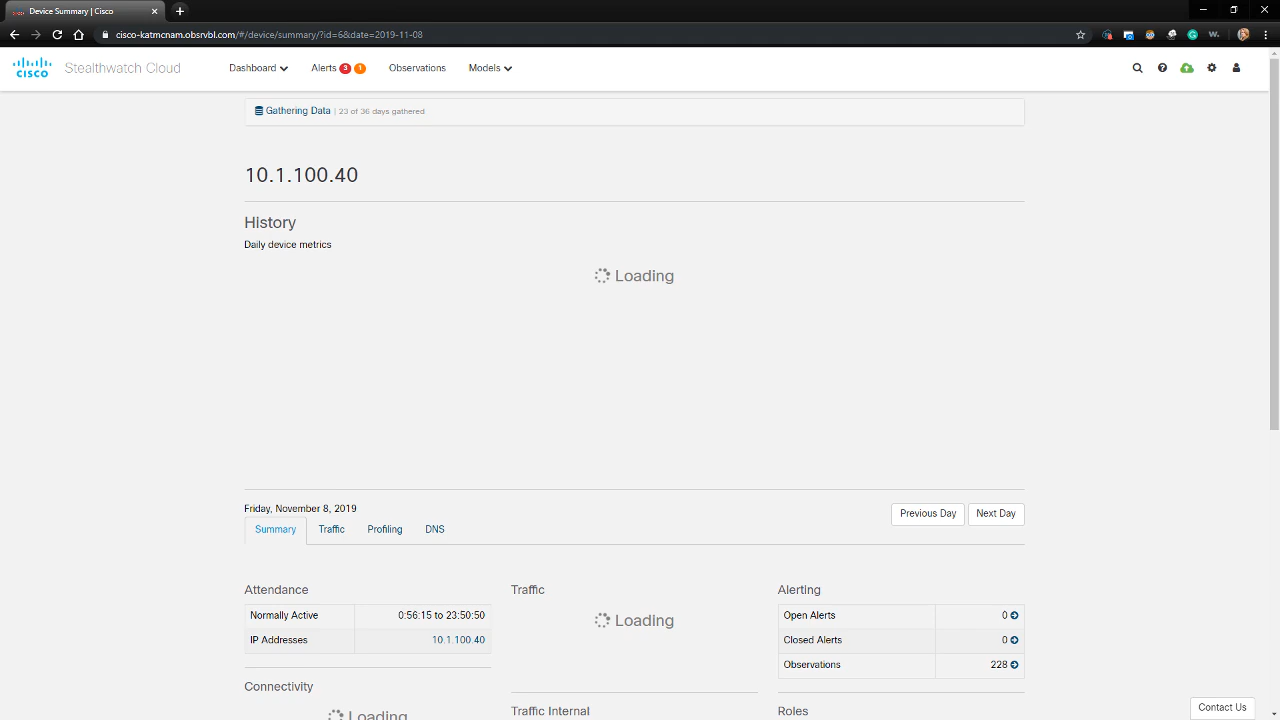 Device Summary | Cisco
cisco-katmcnam.obsrvbl.com/#/device/summary/?id=6&date=2019-11-08
CISCO Stealthwatch Cloud Dashboard Alerts 3 1 Observations Models
Gathering Data | 23 of 36 days gathered
10.1.100.40
History
Daily device metrics
Loading
Friday, November 8, 2019
Previous Day Next Day
Summary Traffic Profiling DNS
Attendance
Normally Active 0:56:15 to 23:50:50
IP Addresses 10.1.100.40
Connectivity
Loading
Traffic
Loading
Traffic Internal
Alerting
Open Alerts 0
Closed Alerts 0
Observations 228
Roles
Contact Us